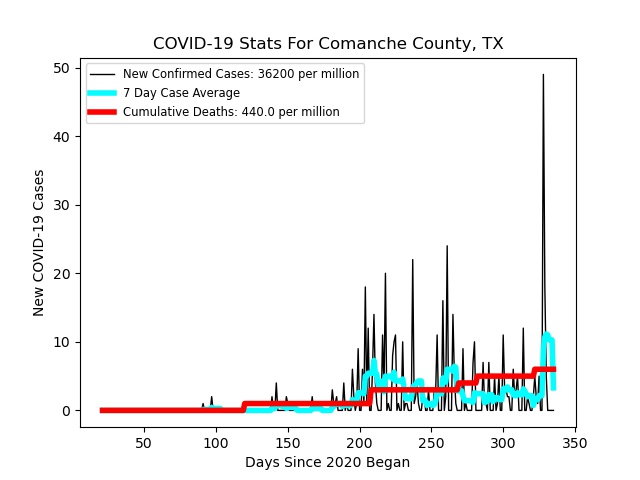 COVID-19 Stats For Comanche County, TX
New Confirmed Cases: 36200 per million
7 Day Case Average
Cumulative Deaths: 440.0 per million
New COVID-19 Cases
50
40
30
20
10
0
50 100 150 200 250 300 350
Days Since 2020 Began